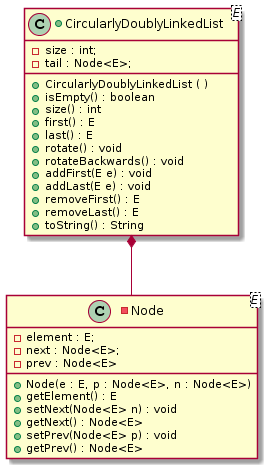 C CircularlyDoublyLinkedList E
size : int;
tail : Node<E>;
CircularlyDoublyLinkedList ( )
isEmpty() : boolean
size() : int
first() : E
last() : E
rotate() : void
rotateBackwards() : void
addFirst(E e) : void
addLast(E e) : void
removeFirst() : E
removeLast() : E
toString() : String
C Node E
element : E;
next : Node<E>;
prev : Node<E>
Node(e : E, p : Node<E>, n : Node<E>)
getElement() : E
setNext(Node<E> n) : void
getNext() : Node<E>
setPrev(Node<E> p) : void
getPrev() : Node<E>